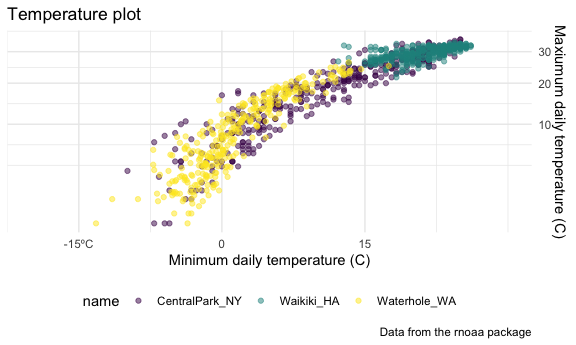 Temperature plot
30
20
10
Maxiumum daily temperature (C)
-15ºC
0
15
Minimum daily temperature (C)
name
CentralPark_NY
Waikiki_HA
Waterhole_WA
Data from the rnoaa package